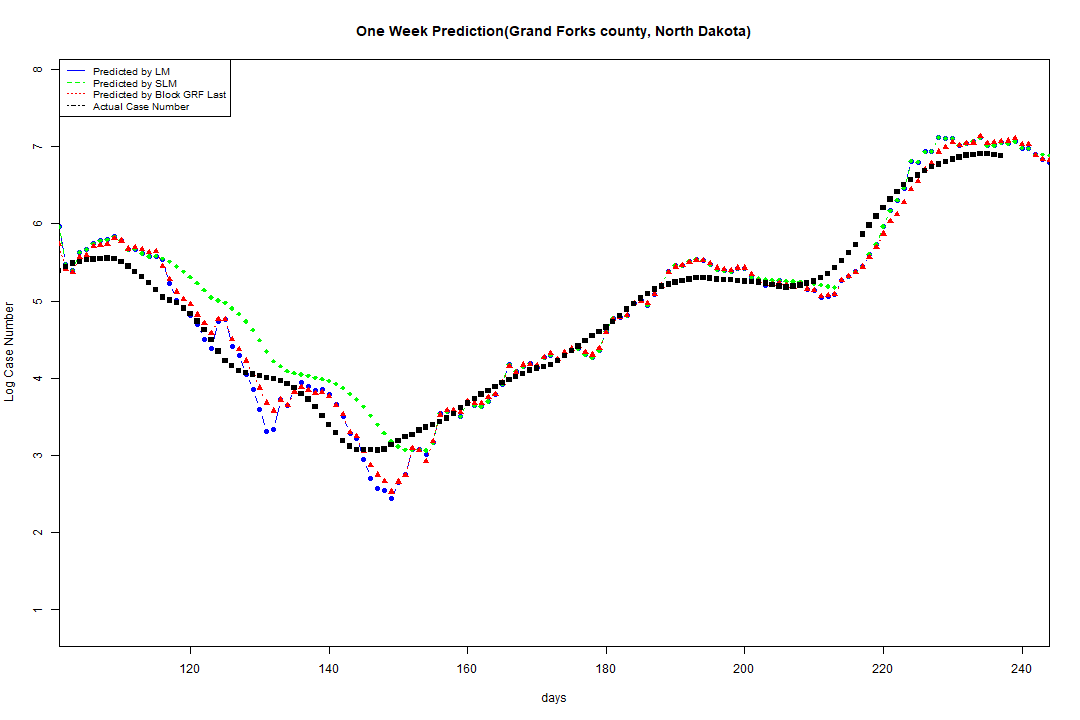 One Week Prediction(Grand Forks county, North Dakota)
Predicted by LM
Predicted by SLM
Predicted by Block GRF Last
Actual Case Number
8
7
6
5
4
3
2
1
Log Case Number
120 140 160 180 200 220 240
days